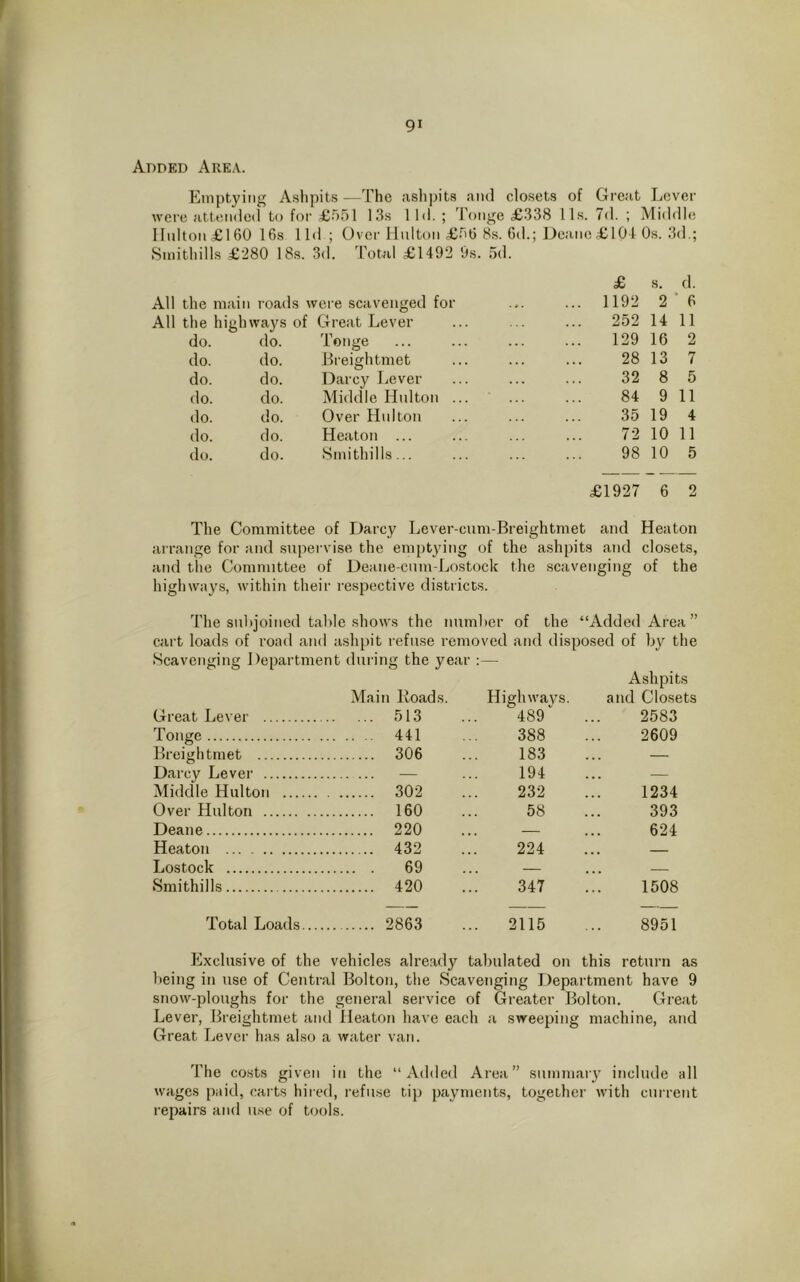 91
Added Area.
Emptying Ashpits—The ashpits and closets of Great Lever
were attended to for £551 13s 11d. ; Tonge £338 11s. 7d. ; Middle
Hulton £160 16s 11d ; Over Hulton £56 8s. 6d.; Deane £104 0s. 3d.;
Smithills £280 18s. 3d. Total £1492 9s. 5d.
£ s. d.
All the main roads were scavenged for ... ... 1192 2 6
All the highways of Great Lever ... ... ... 252 14 11
do. do. Tonge ... ... ... ... 129 16 2
do. do. Breightmet ... ... ... 28 13 7
do. do. Darcy Lever ... ... ... 32 8 5
do. do. Middle Hulton ... ... ... 84 9 11
do. do. Over Hulton ... ... ... 35 19 4
do. do. Heaton ... ... ... ... 72 10 11
do. do. Smithills ... ... ... ... 98 10 5
£1927 6 2
The Committee of Darcy Lever-cum-Breightmet and Heaton
arrange for and supervise the emptying of the ashpits and closets,
and the Committee of Deane-cum-Lostock the scavenging of the
highways, within their respective districts.
The subjoined table shows the number of the “Added Area”
cart loads of road and ashpit refuse removed and disposed of by the
Scavenging Department during the year :—
Ashpits
Main Roads. Highways. and Closets
Great Lever ... 513 ... 489 ... 2583
Tonge ... 441 ... 388 ... 2609
Breightmet ... 306 ... 183 ... —
Darcy Lever ... — ... 194 ... —
Middle Hulton ... 302 ... 232 ... 1234
Over Hulton ... 160 ... 58 ... 393
Deane ... 220 ... — ... 624
Heaton ... 432 ... 224 ... —
Lostock ... 69 ... — ... —
Smithills ... 420 ... 347 ... 1508
Total Loads ... 2863 ... 2115 ... 8951
Exclusive of the vehicles already tabulated on this return as
being in use of Central Bolton, the Scavenging Department have 9
snow-ploughs for the general service of Greater Bolton. Great
Lever, Breightmet and Heaton have each a sweeping machine, and
Great Lever has also a water van.
The costs given in the “Added Area” summary include all
wages paid, carts hired, refuse tip payments, together with current
repairs and use of tools.